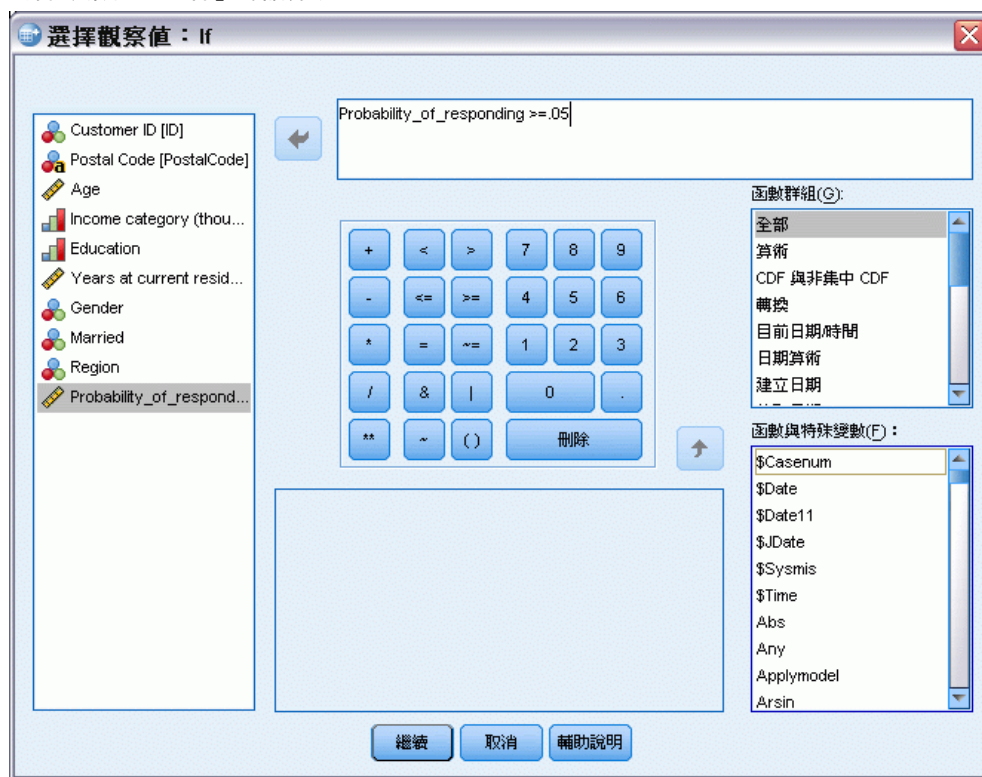 選擇觀察值：If
Probability_of_responding >=.05
Customer ID [ID]
Postal Code [PostalCode]
Age
Income category (thou...
Education
Years at current resid...
Gender
Married
Region
Probability_of_respond...
+ < > 7 8 9
- <= >= 4 5 6
* = ~= 1 2 3
/ & | 0 .
** ~ ( ) 刪除
函數群組(G):
全部
算術
CDF 與非集中 CDF
轉換
目前日期/時間
日期算術
建立日期
函數與特殊變數(F)：
$Casenum
$Date
$Date11
$JDate
$Sysmis
$Time
Abs
Any
Applymodel
Arsin
繼續 取消 輔助說明